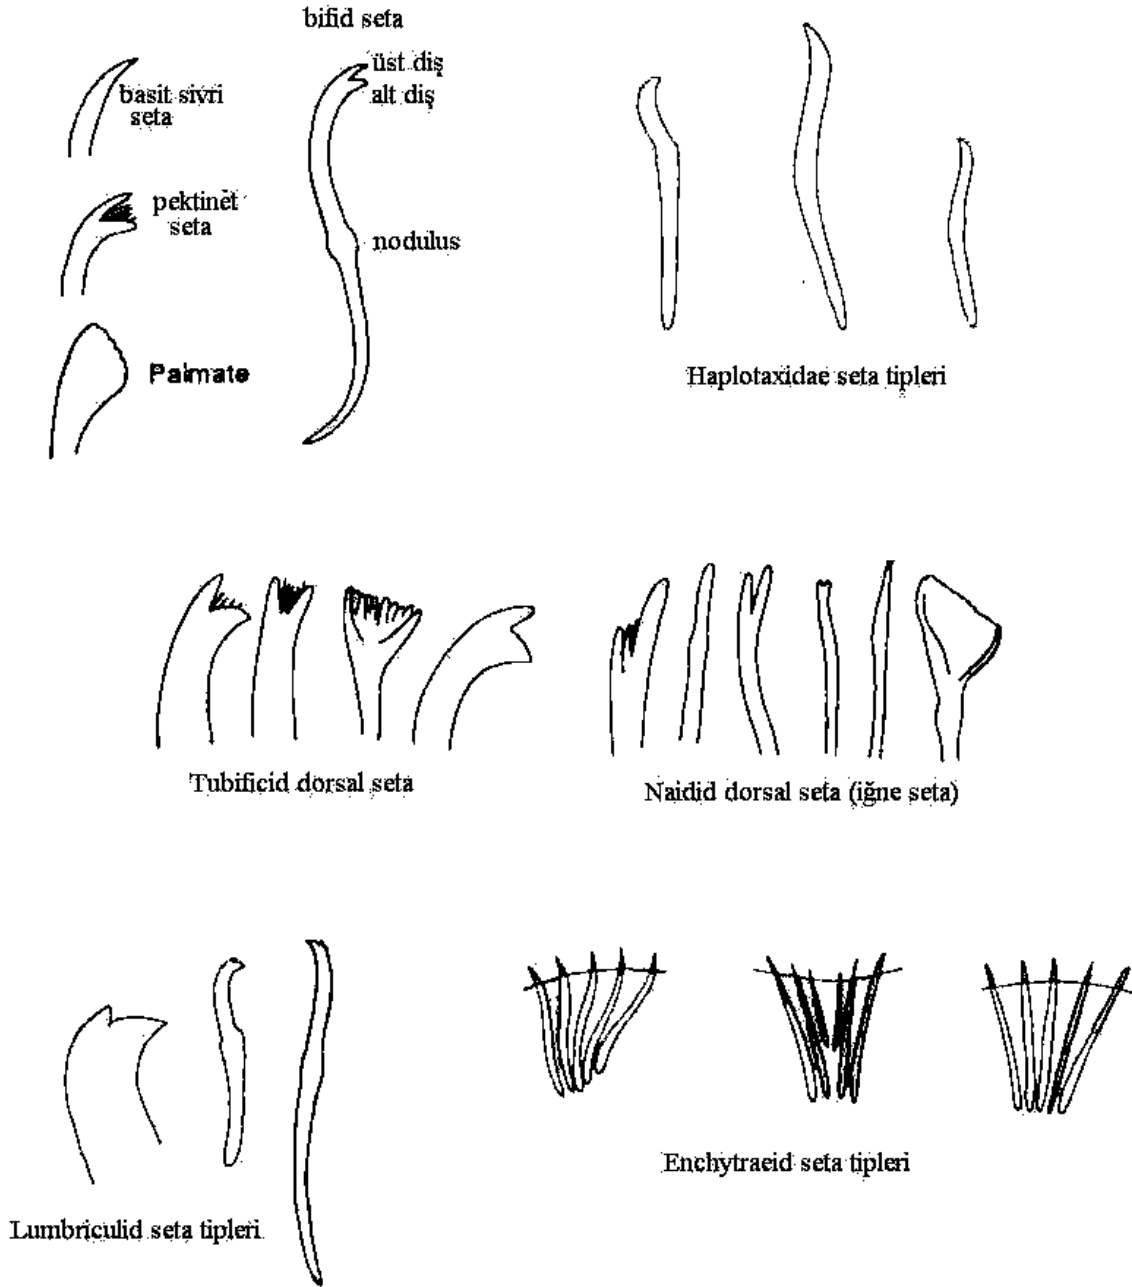 bifid seta
üst diş
alt diş
basit sivri
seta
pektinet
seta
nodulus
Palmate
Haplotaxidae seta tipleri
Tubificid dorsal seta
Naidid dorsal seta (iğne seta)
Enchytraeid seta tipleri
Lumbriculid seta tipleri